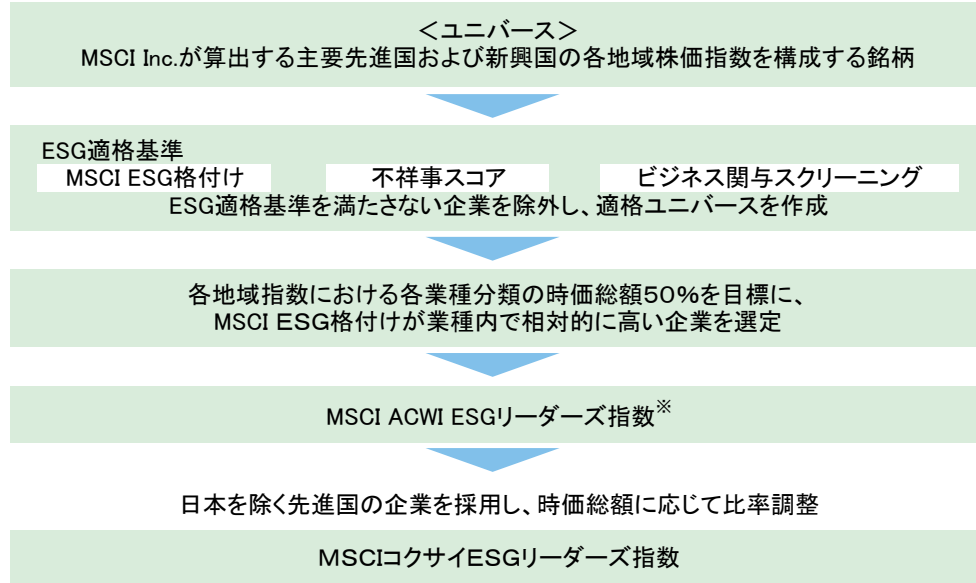 <ユニバース>
MSCI Inc.が算出する主要先進国および新興国の各地域株価指数を構成する銘柄
ESG適格基準
MSCI ESG格付け 不祥事スコア ビジネス関与スクリーニング
ESG適格基準を満たさない企業を除外し、適格ユニバースを作成
各地域指数における各業種分類の時価総額50%を目標に、
MSCI ESG格付けが業種内で相対的に高い企業を選定
MSCI ACWI ESGリーダーズ指数※
日本を除く先進国の企業を採用し、時価総額に応じて比率調整
MSCIコクサイESGリーダーズ指数